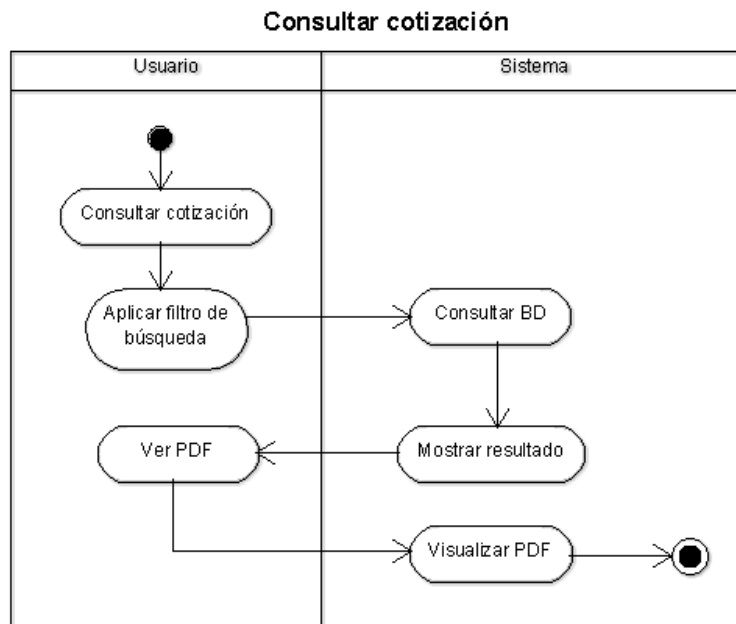 Consultar cotización
Usuario
Sistema
Consultar cotización
Aplicar filtro de
búsqueda
Consultar BD
Ver PDF
Mostrar resultado
Visualizar PDF